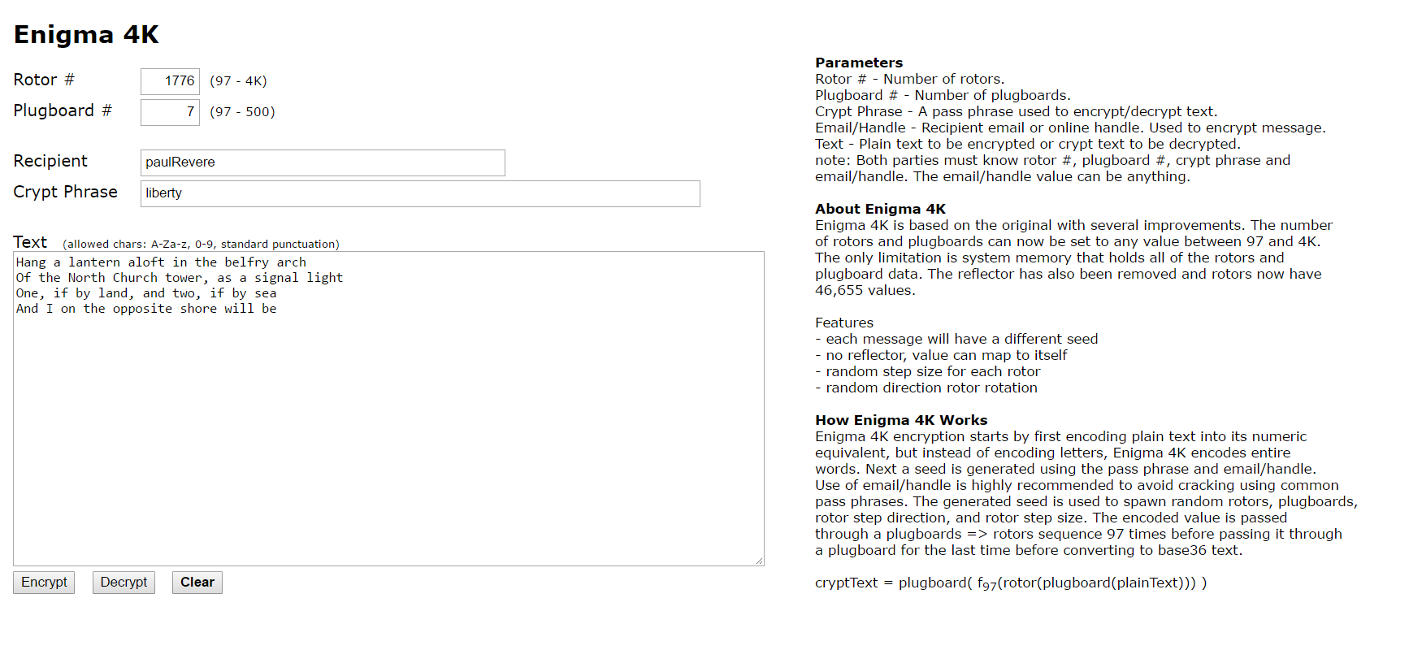 Enigma 4K
Rotor # 1776 (97 - 4K)
Plugboard # 7 (97 - 500)
Recipient paulRevere
Crypt Phrase liberty
Text (allowed chars: A-Za-z, 0-9, standard punctuation)
Hang a lantern aloft in the belfry arch
Of the North Church tower, as a signal light
One, if by land, and two, if by sea
And I on the opposite shore will be
Encrypt Decrypt Clear
Parameters
Rotor # - Number of rotors.
Plugboard # - Number of plugboards.
Crypt Phrase - A pass phrase used to encrypt/decrypt text.
Email/Handle - Recipient email or online handle. Used to encrypt message.
Text - Plain text to be encrypted or crypt text to be decrypted.
note: Both parties must know rotor #, plugboard #, crypt phrase and
email/handle. The email/handle value can be anything.
About Enigma 4K
Enigma 4K is based on the original with several improvements. The number
of rotors and plugboards can now be set to any value between 97 and 4K.
The only limitation is system memory that holds all of the rotors and
plugboard data. The reflector has also been removed and rotors now have
46,655 values.
Features
- each message will have a different seed
- no reflector, value can map to itself
- random step size for each rotor
- random direction rotor rotation
How Enigma 4K Works
Enigma 4K encryption starts by first encoding plain text into its numeric
equivalent, but instead of encoding letters, Enigma 4K encodes entire
words. Next a seed is generated using the pass phrase and email/handle.
Use of email/handle is highly recommended to avoid cracking using common
pass phrases. The generated seed is used to spawn random rotors, plugboards,
rotor step direction, and rotor step size. The encoded value is passed
through a plugboards => rotors sequence 97 times before passing it through
a plugboard for the last time before converting to base36 text.
cryptText = plugboard( f97(rotor(plugboard(plainText))) )